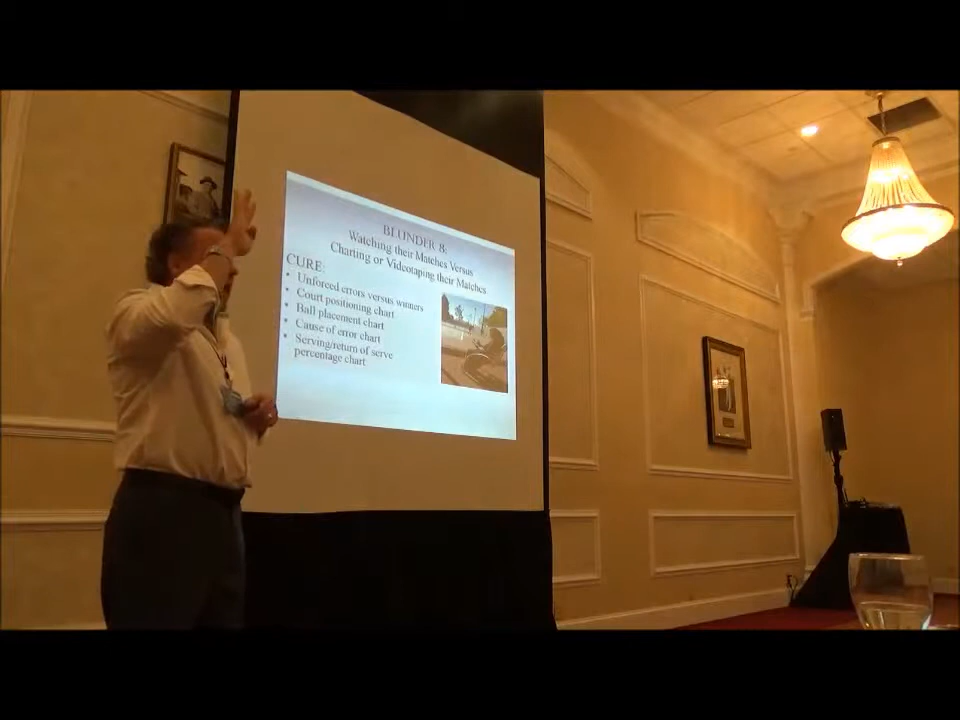 BLUNDER 8:
Watching their Matches Versus
Charting or Videotaping their Matches
CURE:
• Unforced errors versus winners
• Court positioning chart
• Ball placement chart
• Cause of error chart
• Serving/return of serve
percentage chart